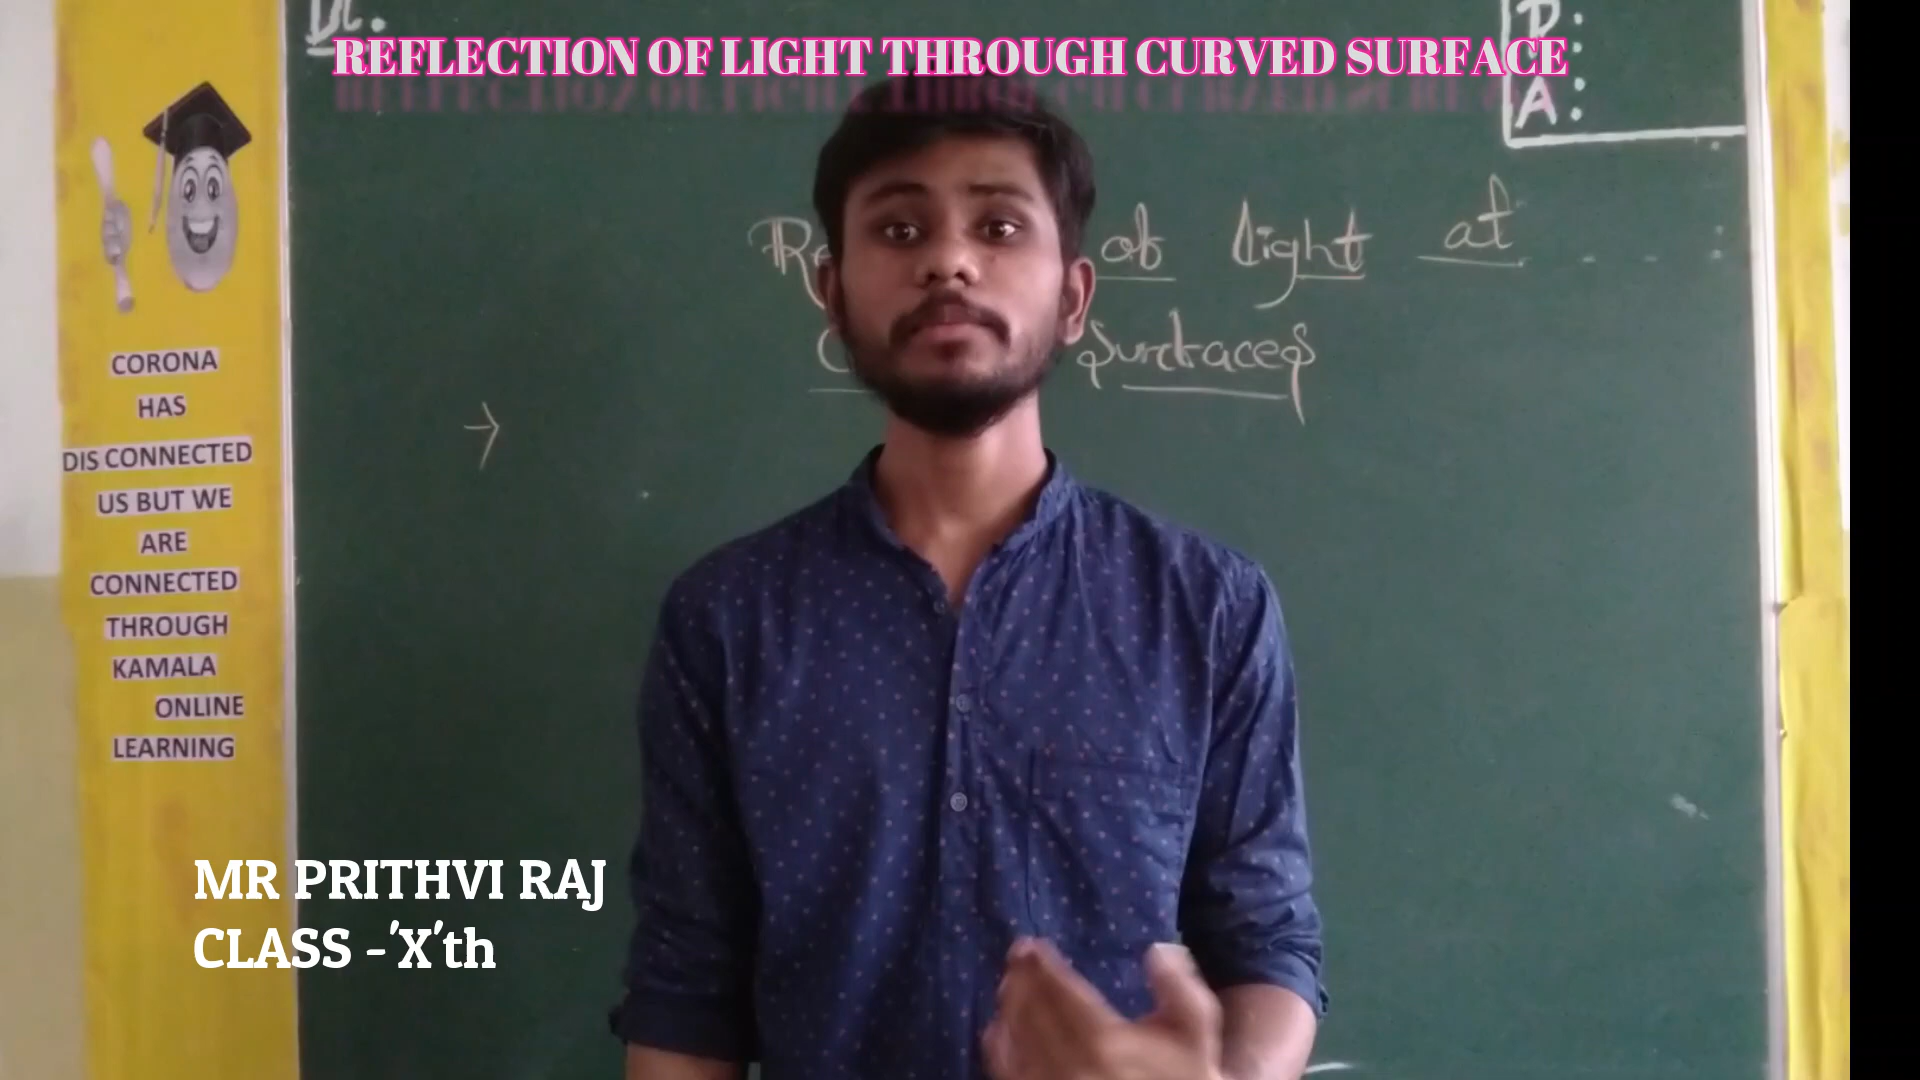 REFLECTION OF LIGHT THROUGH CURVED SURFACE
Dt.
D:
A:
of Light at
Surfaces
CORONA
HAS
DIS CONNECTED
US BUT WE
ARE
CONNECTED
THROUGH
KAMALA
ONLINE
LEARNING
MR PRITHVI RAJ
CLASS -'X'th